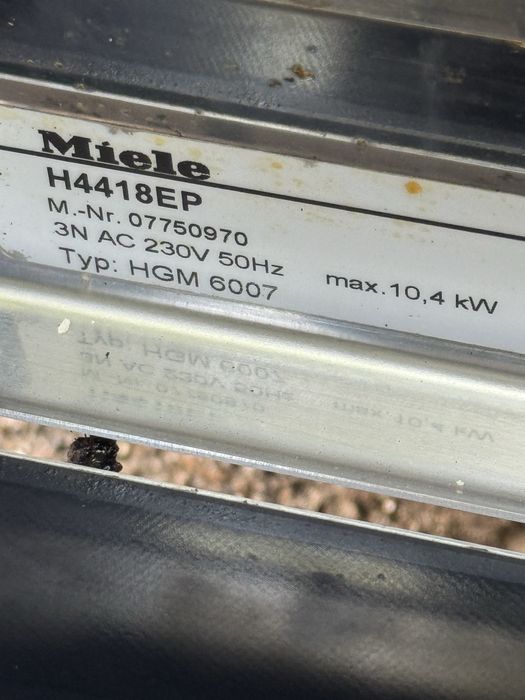 Miele
H4418EP
M.-Nr. 07750970
3N AC 230V 50Hz max.10,4 kW
Typ: HGM 6007